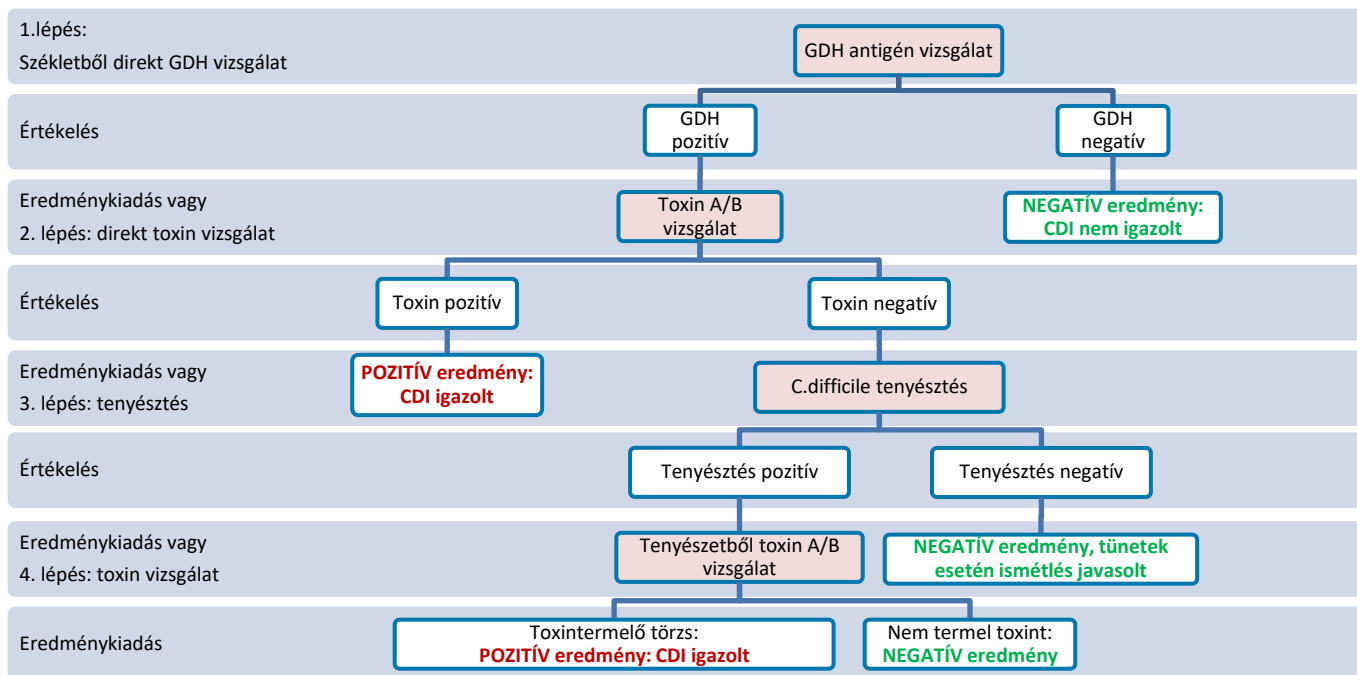 1.lépés:
Székletből direkt GDH vizsgálat
GDH antigén vizsgálat
Értékelés
GDH
pozitív
GDH
negatív
Eredménykiadás vagy
2. lépés: direkt toxin vizsgálat
Toxin A/B
vizsgálat
NEGATÍV eredmény:
CDI nem igazolt
Értékelés
Toxin pozitív
Toxin negatív
Eredménykiadás vagy
3. lépés: tenyésztés
POZITÍV eredmény:
CDI igazolt
C.difficile tenyésztés
Értékelés
Tenyésztés pozitív
Tenyésztés negatív
Eredménykiadás vagy
4. lépés: toxin vizsgálat
Tenyészetből toxin A/B
vizsgálat
NEGATÍV eredmény, tünetek
esetén ismétlés javasolt
Eredménykiadás
Toxintermelő törzs:
POZITÍV eredmény: CDI igazolt
Nem termel toxint:
NEGATÍV eredmény